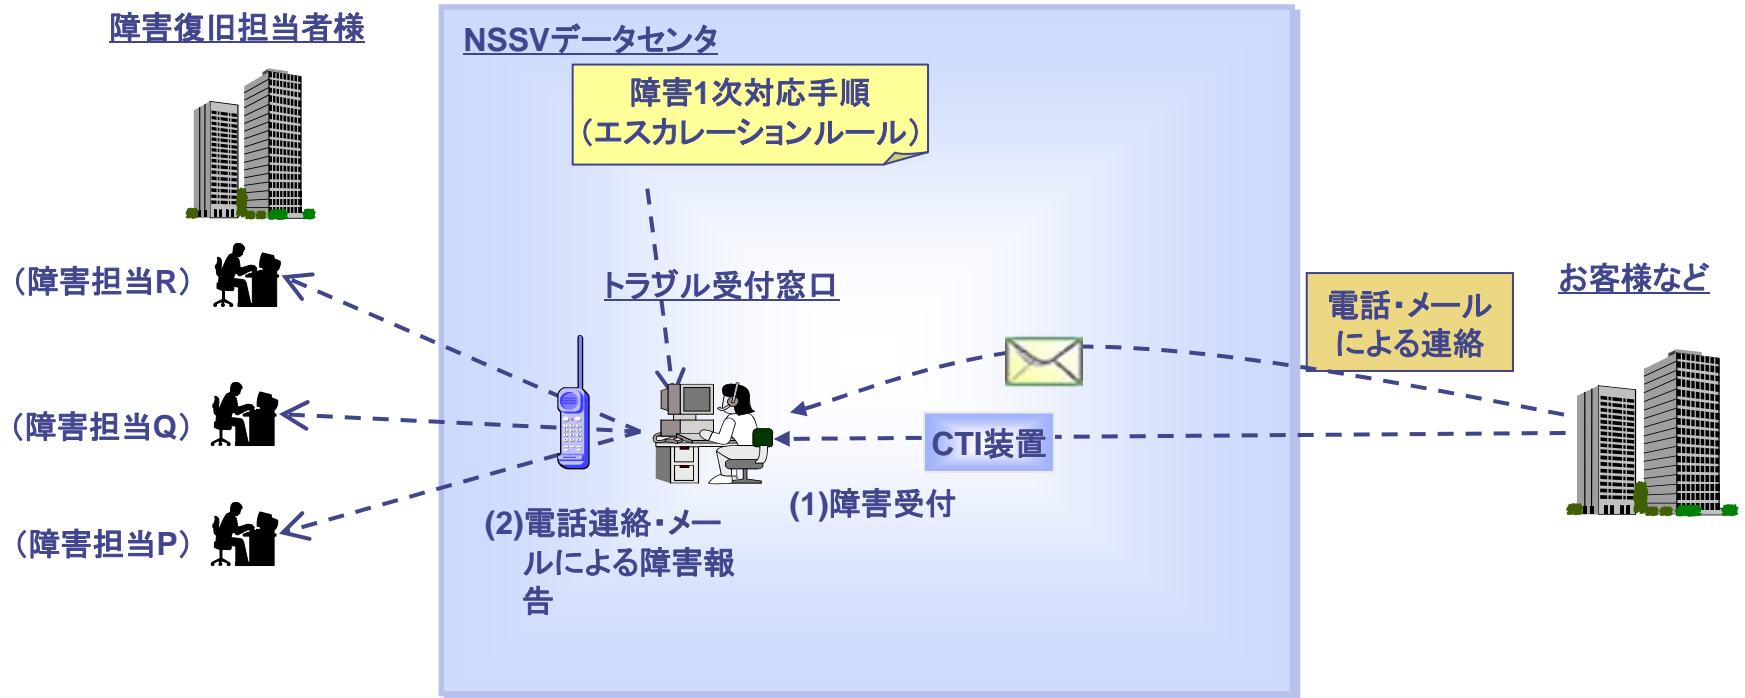 障害復旧担当者様
NSSVデータセンタ
障害1次対応手順
（エスカレーションルール）
トラブル受付窓口
（障害担当R）
（障害担当Q）
（障害担当P）
(2)電話連絡・メー
ルによる障害報
告
(1)障害受付
CTI装置
電話・メール
による連絡
お客様など